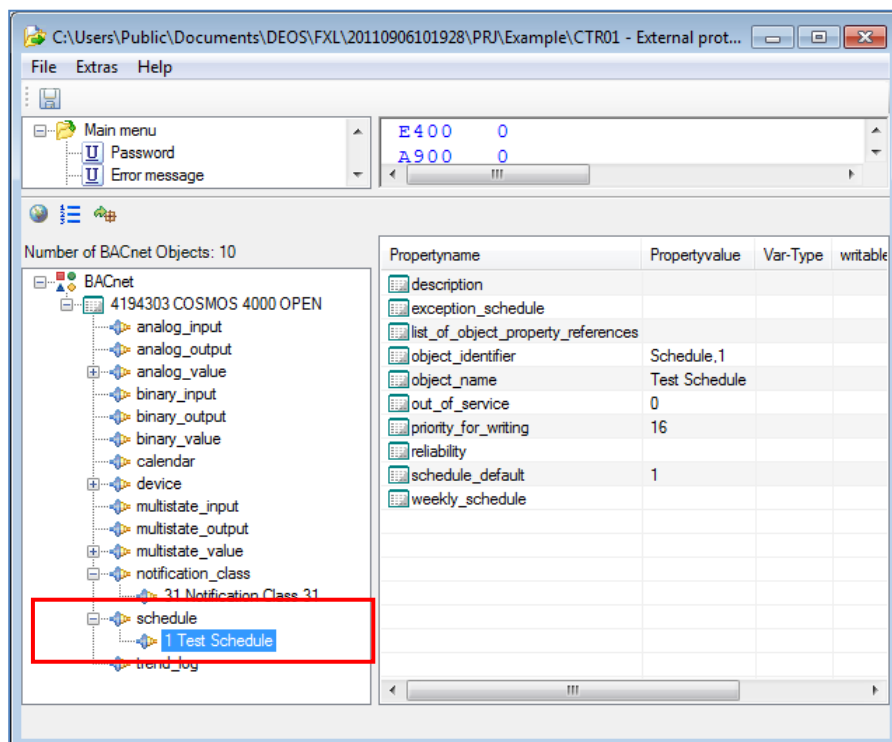 C:\Users\Public\Documents\DEOS\FXL\20110906101928\PRJ\Example\CTR01 - External prot...
File Extras Help
Main menu
U Password
U Error message
E400 0
A900 0
Number of BACnet Objects: 10
BACnet
4194303 COSMOS 4000 OPEN
analog_input
analog_output
analog_value
binary_input
binary_output
binary_value
calendar
device
multistate_input
multistate_output
multistate_value
notification_class
31 Notification Class 31
schedule
1 Test Schedule
trend_log
Propertyname Propertyvalue Var-Type writable
description
exception_schedule
list_of_object_property_references
object_identifier Schedule,1
object_name Test Schedule
out_of_service 0
priority_for_writing 16
reliability
schedule_default 1
weekly_schedule